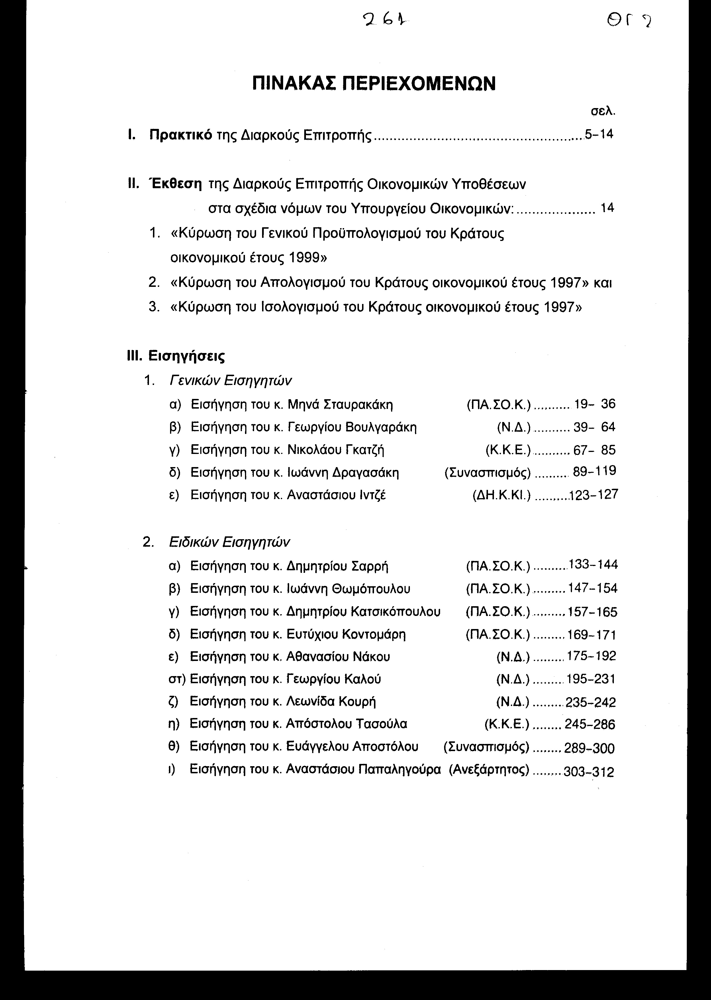 261
ΠΙΝΑΚΑΣ ΠΕΡΙΕΧΟΜΕΝΩΝ
σελ.
I. Πρακτικό της Διαρκούς Επιτροπής.......................................................5-14
II. Έκθεση της Διαρκούς Επιτροπής Οικονομικών Υποθέσεων
στα σχέδια νόμων του Υπουργείου Οικονομικών:..................... 14
1. «Κύρωση του Γενικού Προϋπολογισμού του Κράτους
οικονομικού έτους 1999»
2. «Κύρωση του Απολογισμού του Κράτους οικονομικού έτους 1997» και
3. «Κύρωση του Ισολογισμού του Κράτους οικονομικού έτους 1997»
III. Εισηγήσεις
1. Γενικών Εισηγητών
α) Εισήγηση του κ. Μηνά Σταυρακάκη (ΠΑ.ΣΟ.Κ.).......... 19- 36
β) Εισήγηση του κ. Γεωργίου Βουλγαράκη (Ν.Δ.).......... 39- 64
γ) Εισήγηση του κ. Νικολάου Γκατζή (Κ.Κ.Ε.).......... 67- 85
δ) Εισήγηση του κ. Ιωάννη Δραγασάκη (Συνασπισμός)......... 89-119
ε) Εισήγηση του κ. Αναστάσιου Ιντζέ (ΔΗ.Κ.ΚΙ.)..........123-127
2. Ειδικών Εισηγητών
α) Εισήγηση του κ. Δημητρίου Σαρρή (ΠΑ.ΣΟ.Κ.)..........133-144
β) Εισήγηση του κ. Ιωάννη Θωμόπουλου (ΠΑ.ΣΟ.Κ.)..........147-154
γ) Εισήγηση του κ. Δημητρίου Κατσικόπουλου (ΠΑ.ΣΟ.Κ.)..........157-165
δ) Εισήγηση του κ. Ευτύχιου Κοντομάρη (ΠΑ.ΣΟ.Κ.)..........169-171
ε) Εισήγηση του κ. Αθανασίου Νάκου (Ν.Δ.).........175-192
στ) Εισήγηση του κ. Γεωργίου Καλού (Ν.Δ.).........195-231
ζ) Εισήγηση του κ. Λεωνίδα Κουρή (Ν.Δ.).........235-242
η) Εισήγηση του κ. Απόστολου Τασούλα (Κ.Κ.Ε.)........245-286
θ) Εισήγηση του κ. Ευάγγελου Αποστόλου (Συνασπισμός)........289-300
ι) Εισήγηση του κ. Αναστάσιου Παπαληγούρα (Ανεξάρτητος)........303-312